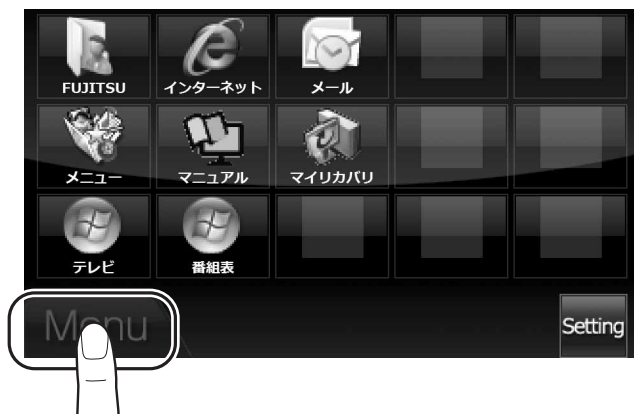 FUJITSU
インターネット
メール
メニュー
マニュアル
マイリカバリ
テレビ
番組表
Menu
Setting